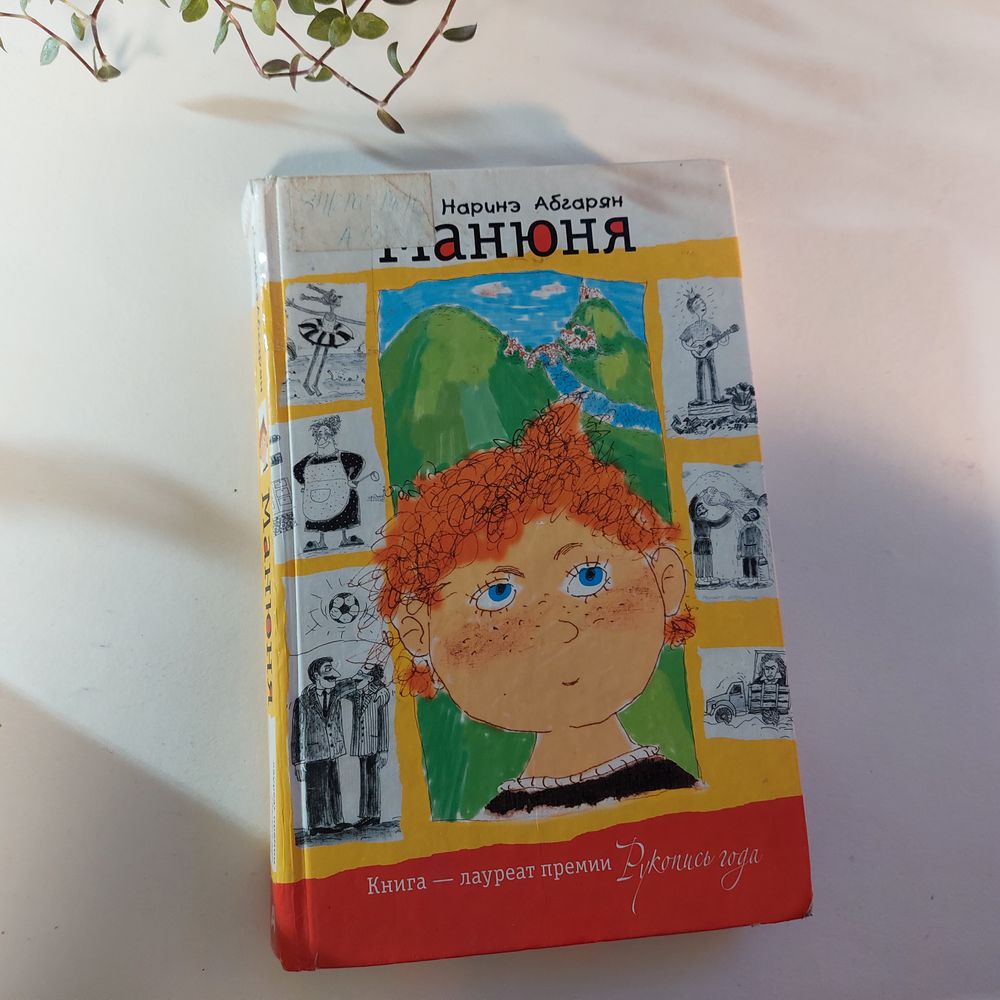 Наринэ Абгарян
Манюня
Книга — лауреат премии Рукопись года
Манюня